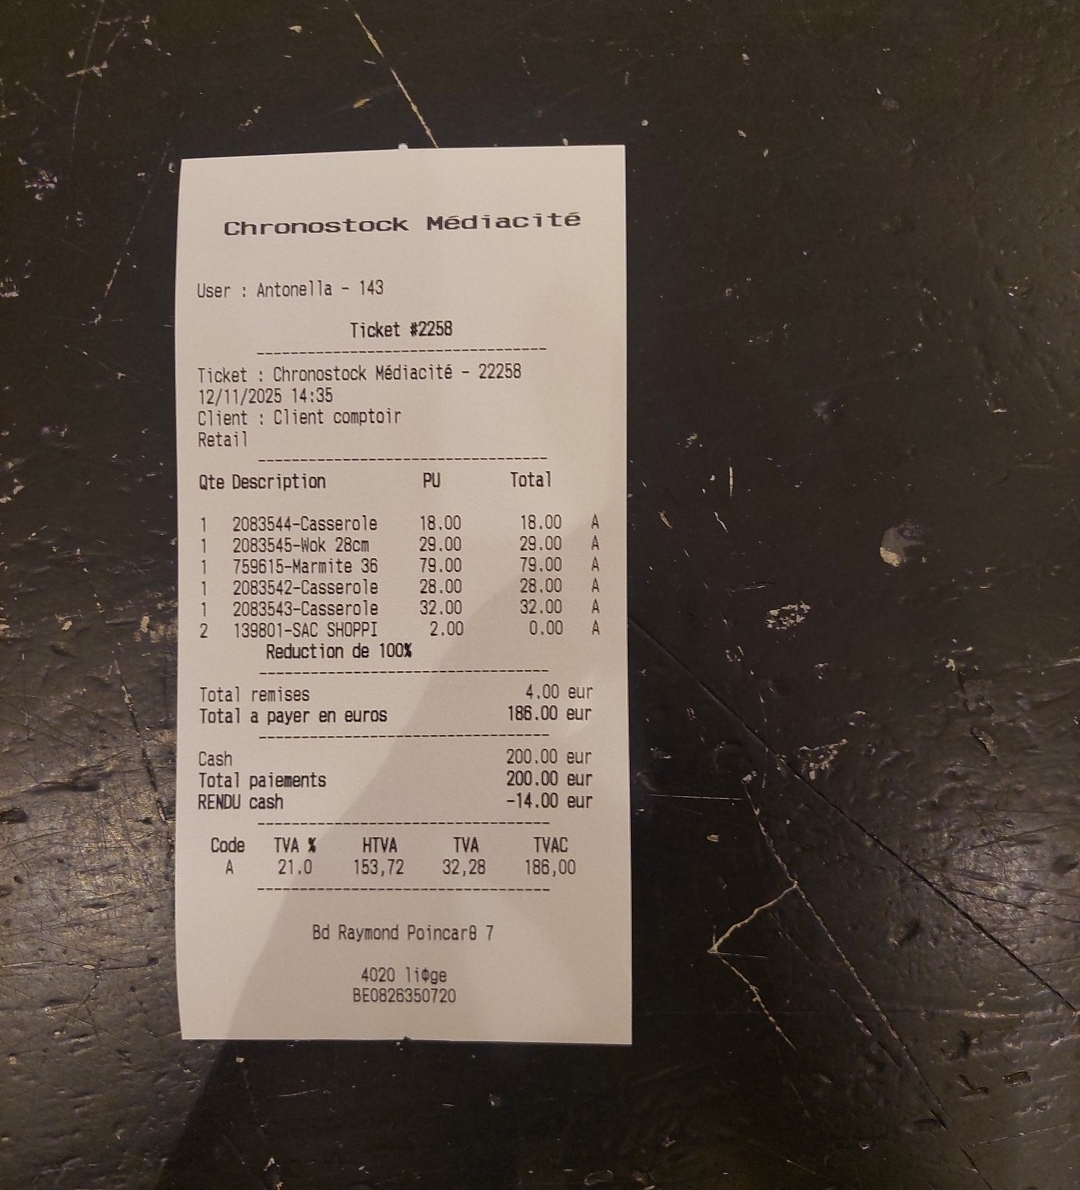 Chronostock Médiacité
User : Antonella - 143
Ticket #2258
--------------------------------
Ticket : Chronostock Médiacité - 22258
12/11/2025 14:35
Client : Client comptoir
Retail
--------------------------------
Qte Description PU Total
1 2083544-Casserole 18.00 18.00 A
1 2083545-Wok 28cm 29.00 29.00 A
1 759615-Marmite 36 79.00 79.00 A
1 2083542-Casserole 28.00 28.00 A
1 2083543-Casserole 32.00 32.00 A
2 139801-SAC SHOPPI 2.00 0.00 A
Reduction de 100%
--------------------------------
Total remises 4.00 eur
Total a payer en euros 186.00 eur
--------------------------------
Cash 200.00 eur
Total paiements 200.00 eur
RENDU cash -14.00 eur
--------------------------------
Code TVA % HTVA TVA TVAC
A 21.0 153,72 32,28 186,00
--------------------------------
Bd Raymond Poincar8 7
4020 liφge
BE0826350720